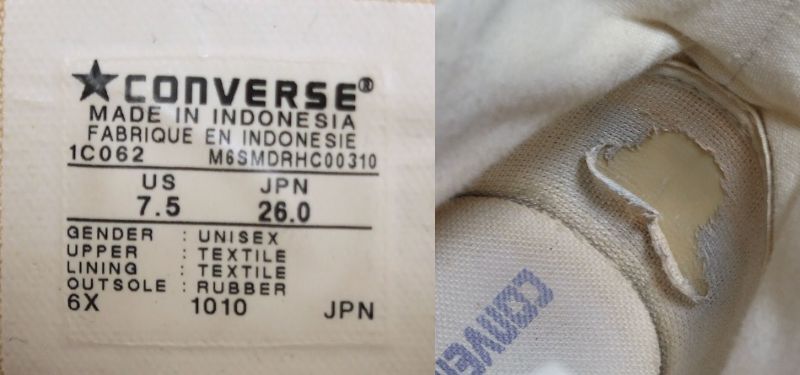 ★CONVERSE®
MADE IN INDONESIA
FABRIQUE EN INDONESIE
1C062 M6SMDRHC00310
US JPN
7.5 26.0
GENDER : UNISEX
UPPER : TEXTILE
LINING : TEXTILE
OUTSOLE : RUBBER
6X 1010 JPN
CONVE